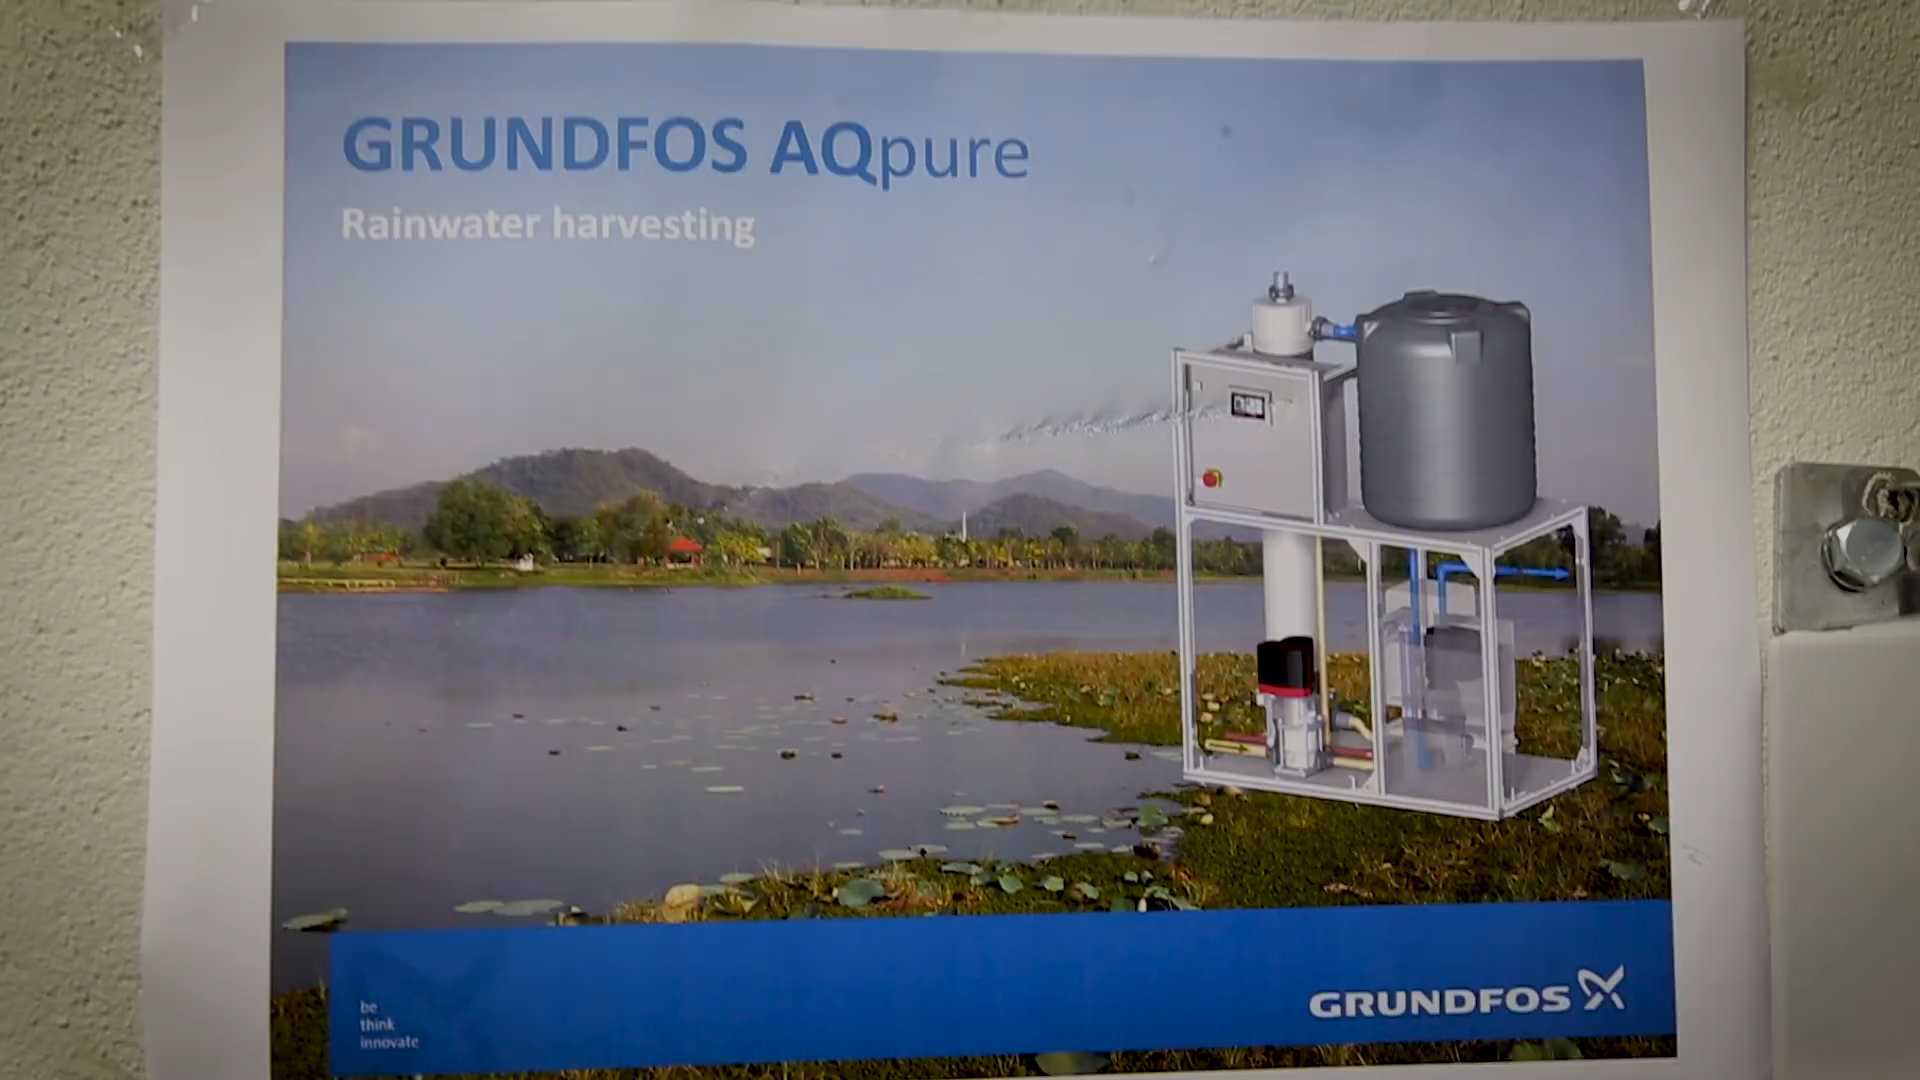 GRUNDFOS AQpure
Rainwater harvesting
be
think
innovate
GRUNDFOS